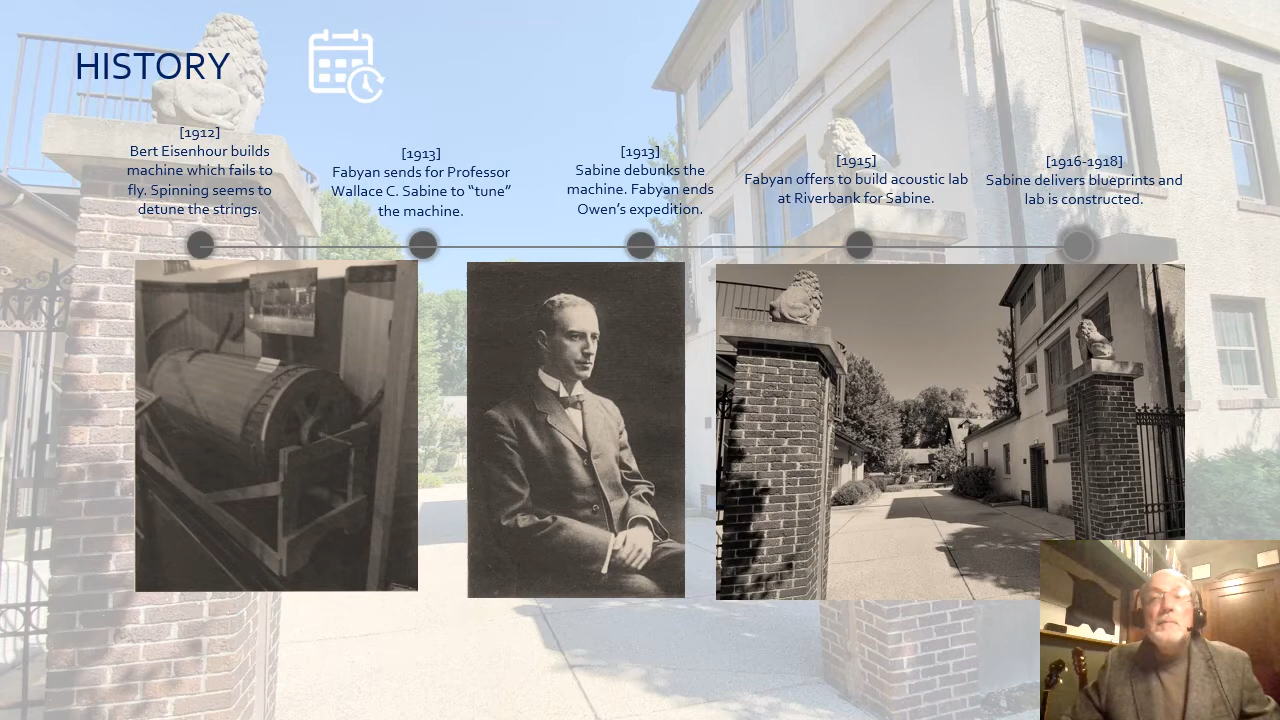 HISTORY
[1912]
Bert Eisenhour builds
machine which fails to
fly. Spinning seems to
detune the strings.
[1913]
Fabyan sends for Professor
Wallace C. Sabine to “tune”
the machine.
[1913]
Sabine debunks the
machine. Fabyan ends
Owen’s expedition.
[1915]
Fabyan offers to build acoustic lab
at Riverbank for Sabine.
[1916-1918]
Sabine delivers blueprints and
lab is constructed.